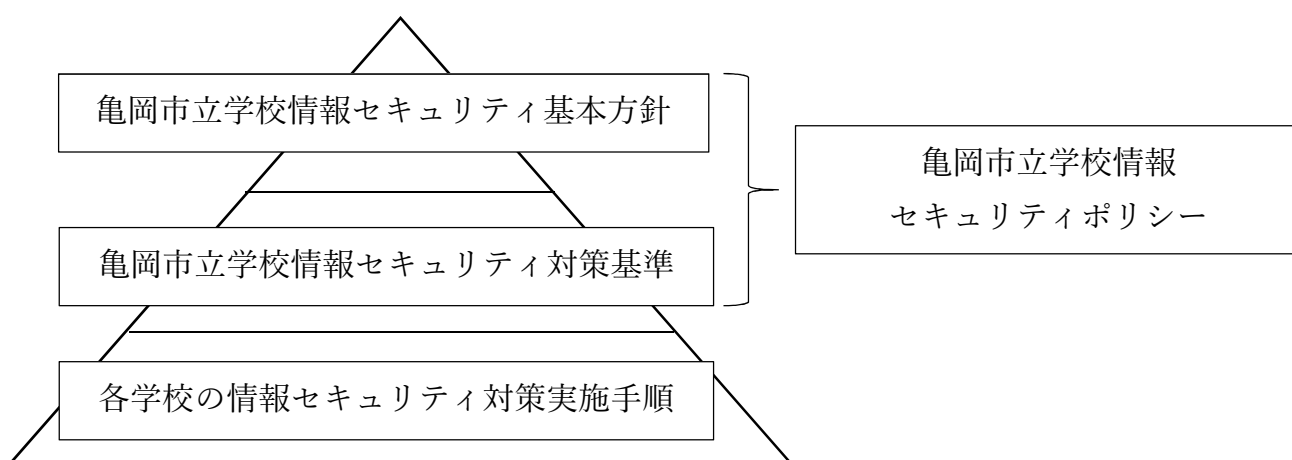 亀岡市立学校情報セキュリティ基本方針
亀岡市立学校情報
セキュリティポリシー
亀岡市立学校情報セキュリティ対策基準
各学校の情報セキュリティ対策実施手順